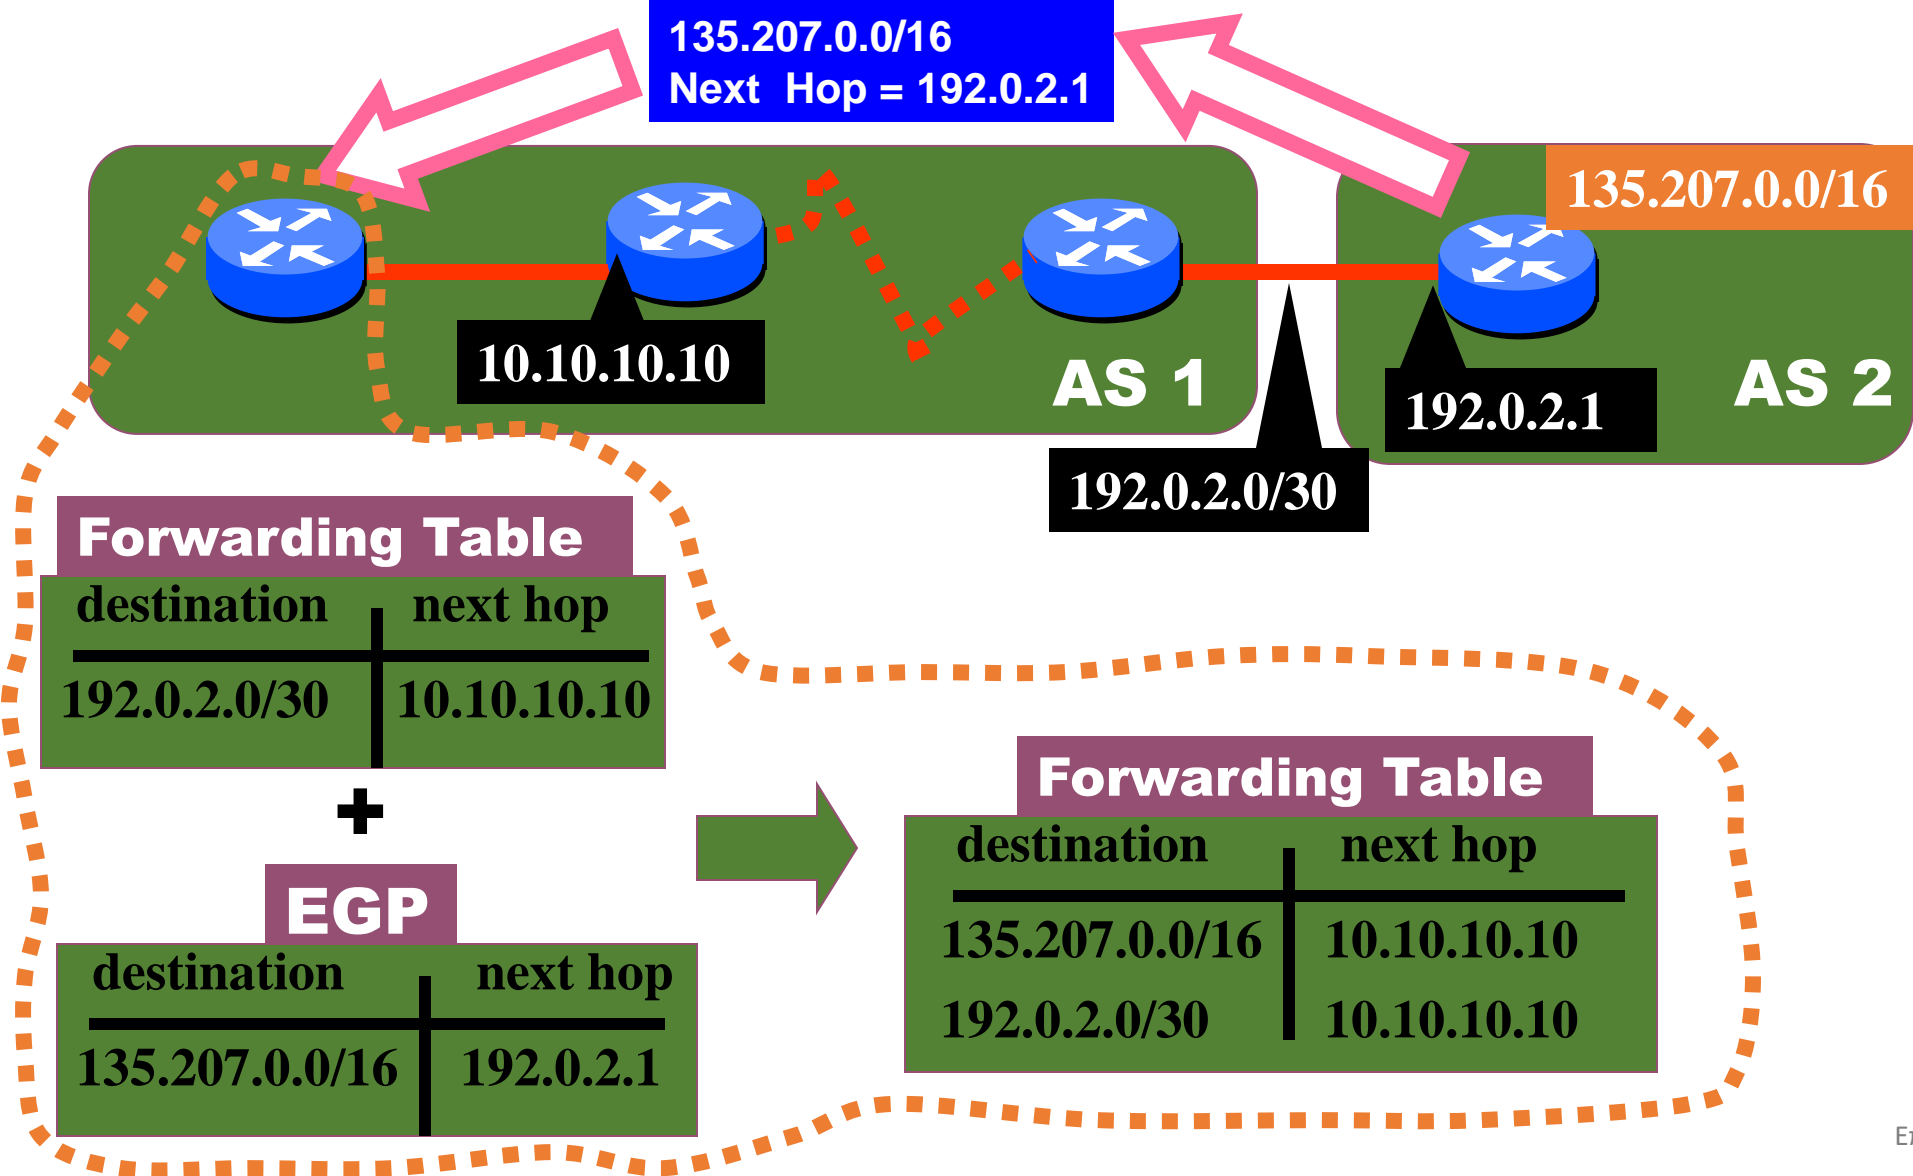 135.207.0.0/16
Next Hop = 192.0.2.1
135.207.0.0/16
10.10.10.10
AS 1
AS 2
192.0.2.1
192.0.2.0/30
Forwarding Table
destination next hop
192.0.2.0/30 10.10.10.10
+
EGP
destination next hop
135.207.0.0/16 192.0.2.1
Forwarding Table
destination next hop
135.207.0.0/16 10.10.10.10
192.0.2.0/30 10.10.10.10